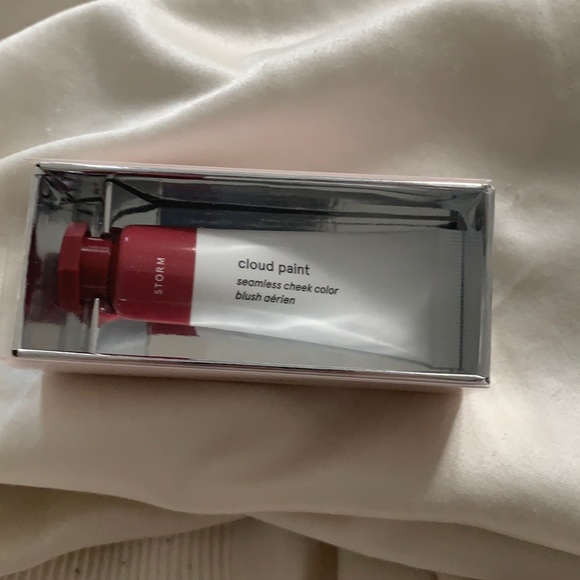 STORM
cloud paint
seamless cheek color
blush aérien